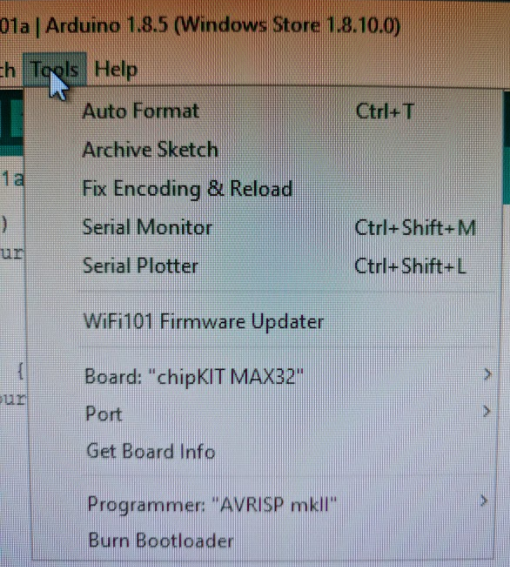 01a | Arduino 1.8.5 (Windows Store 1.8.10.0)
ch Tools Help
Auto Format Ctrl+T
Archive Sketch
1a
Fix Encoding & Reload
)
Serial Monitor Ctrl+Shift+M
ur
Serial Plotter Ctrl+Shift+L
WiFi101 Firmware Updater
{
Board: "chipKIT MAX32" >
our
Port >
Get Board Info
Programmer: "AVRISP mkII" >
Burn Bootloader